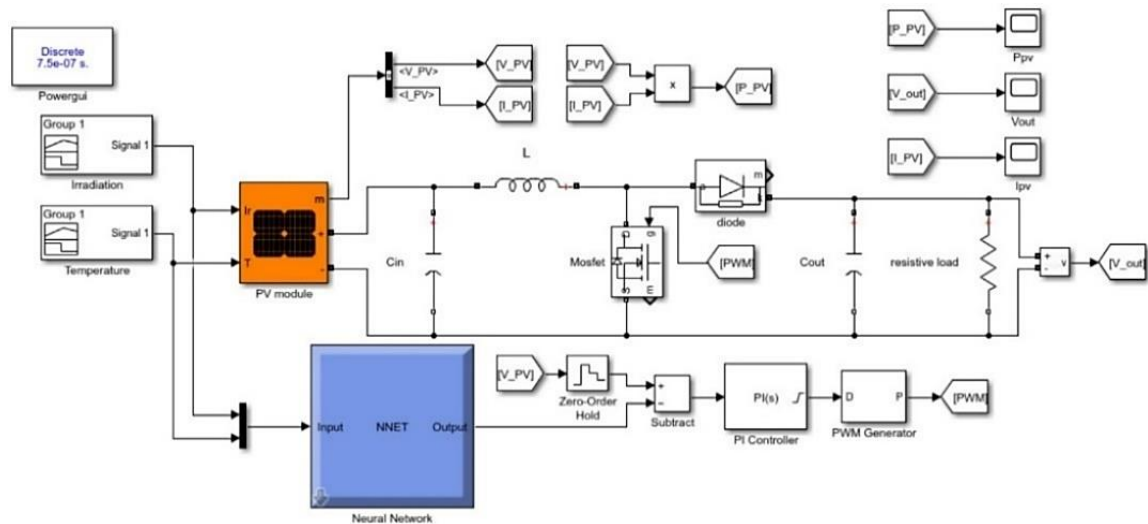 Discrete
7.5e-07 s.
Powergui
<V_PV>
<I_PV>
[V_PV]
[I_PV]
[V_PV]
[I_PV]
x
[P_PV]
[P_PV]
Ppv
[V_out]
Vout
[I_PV]
Ipv
Group 1
Signal 1
Irradiation
Group 1
Signal 1
Temperature
Ir
T
m
+
-
PV module
L
Cin
a
m
k
diode
g
D
S
m
Mosfet
[PWM]
Cout
resistive load
+
-
v
[V_out]
Input
NNET
Output
Neural Network
[V_PV]
Zero-Order
Hold
+
−
Subtract
PI(s)
PI Controller
D
P
PWM Generator
[PWM]